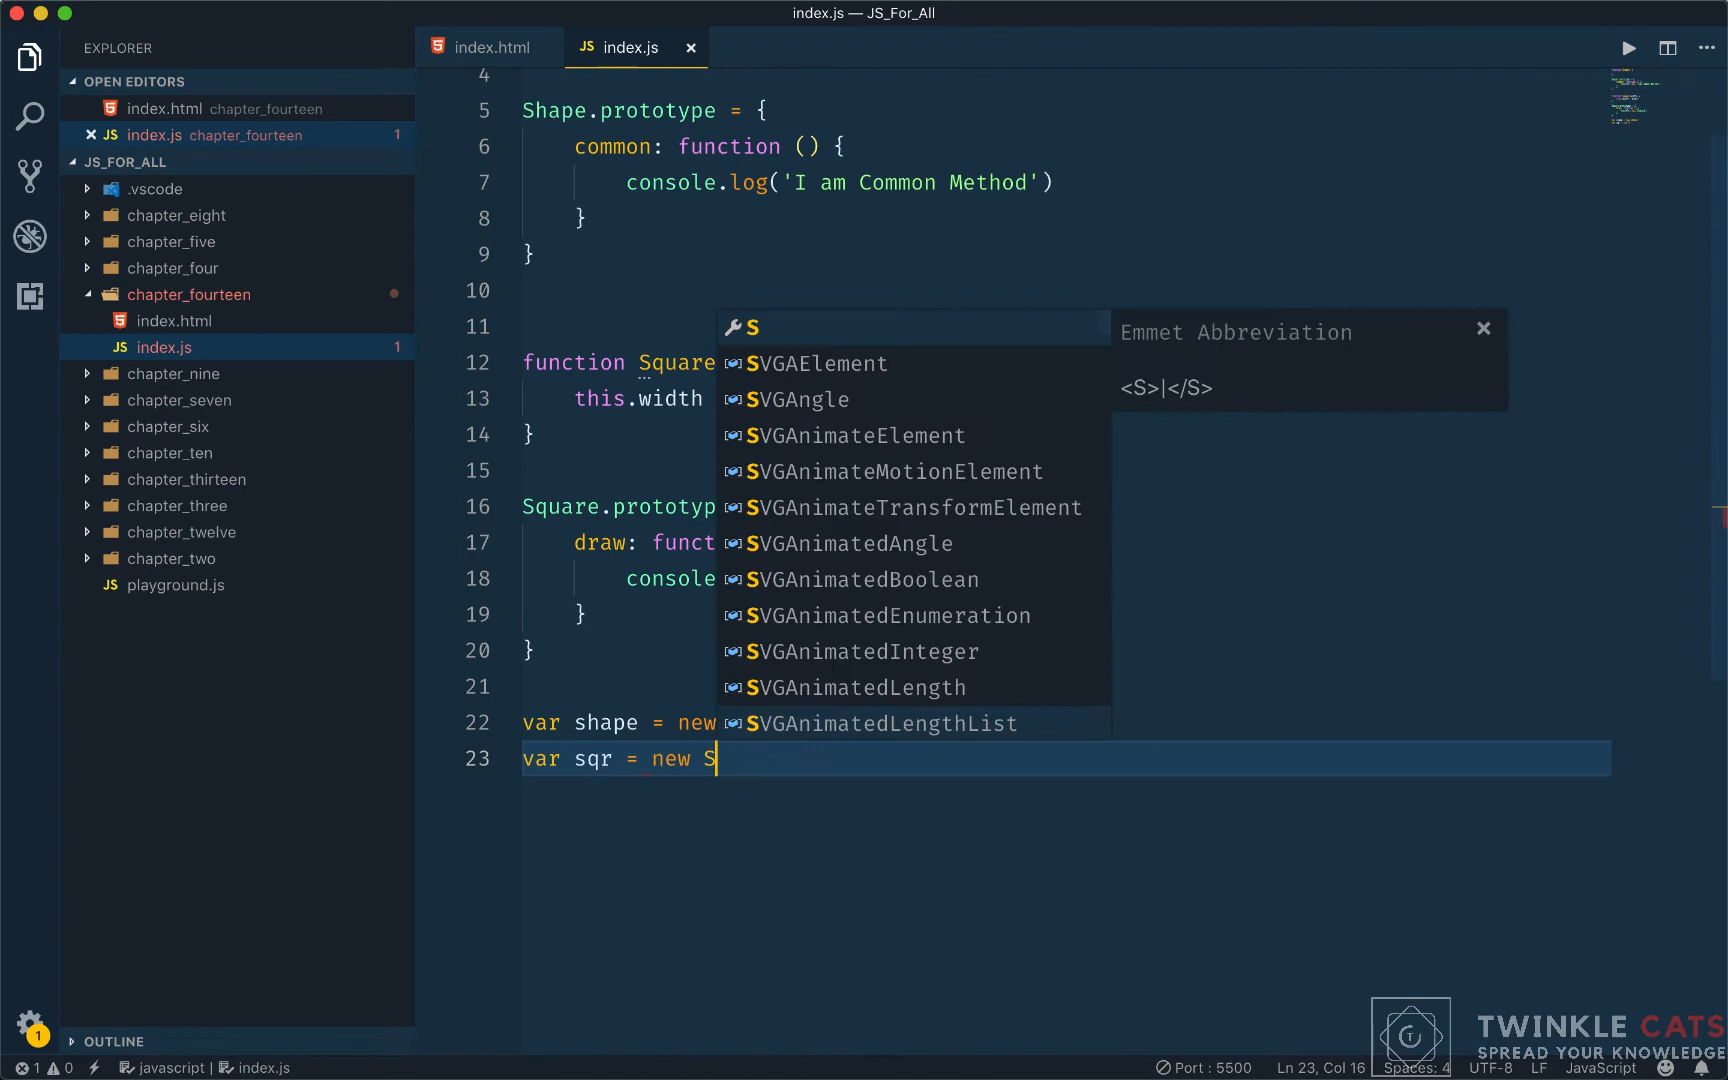 index.js — JS_For_All
EXPLORER
OPEN EDITORS
index.html chapter_fourteen
JS index.js chapter_fourteen 1
JS_FOR_ALL
.vscode
chapter_eight
chapter_five
chapter_four
chapter_fourteen
index.html
JS index.js 1
chapter_nine
chapter_seven
chapter_six
chapter_ten
chapter_thirteen
chapter_three
chapter_twelve
chapter_two
JS playground.js
OUTLINE
1
index.html
JS index.js
4
5 Shape.prototype = {
6 common: function () {
7 console.log('I am Common Method')
8 }
9 }
10
11
12 function Square
13 this.width
14 }
15
16 Square.prototyp
17 draw: funct
18 console
19 }
20 }
21
22 var shape = new
23 var sqr = new S
S
SVGAElement
SVGAngle
SVGAnimateElement
SVGAnimateMotionElement
SVGAnimateTransformElement
SVGAnimatedAngle
SVGAnimatedBoolean
SVGAnimatedEnumeration
SVGAnimatedInteger
SVGAnimatedLength
SVGAnimatedLengthList
Emmet Abbreviation
<S>|</S>
TWINKLE CATS
SPREAD YOUR KNOWLEDGE
1 0 javascript | index.js Port : 5500 Ln 23, Col 16 Spaces: 4 UTF-8 LF JavaScript